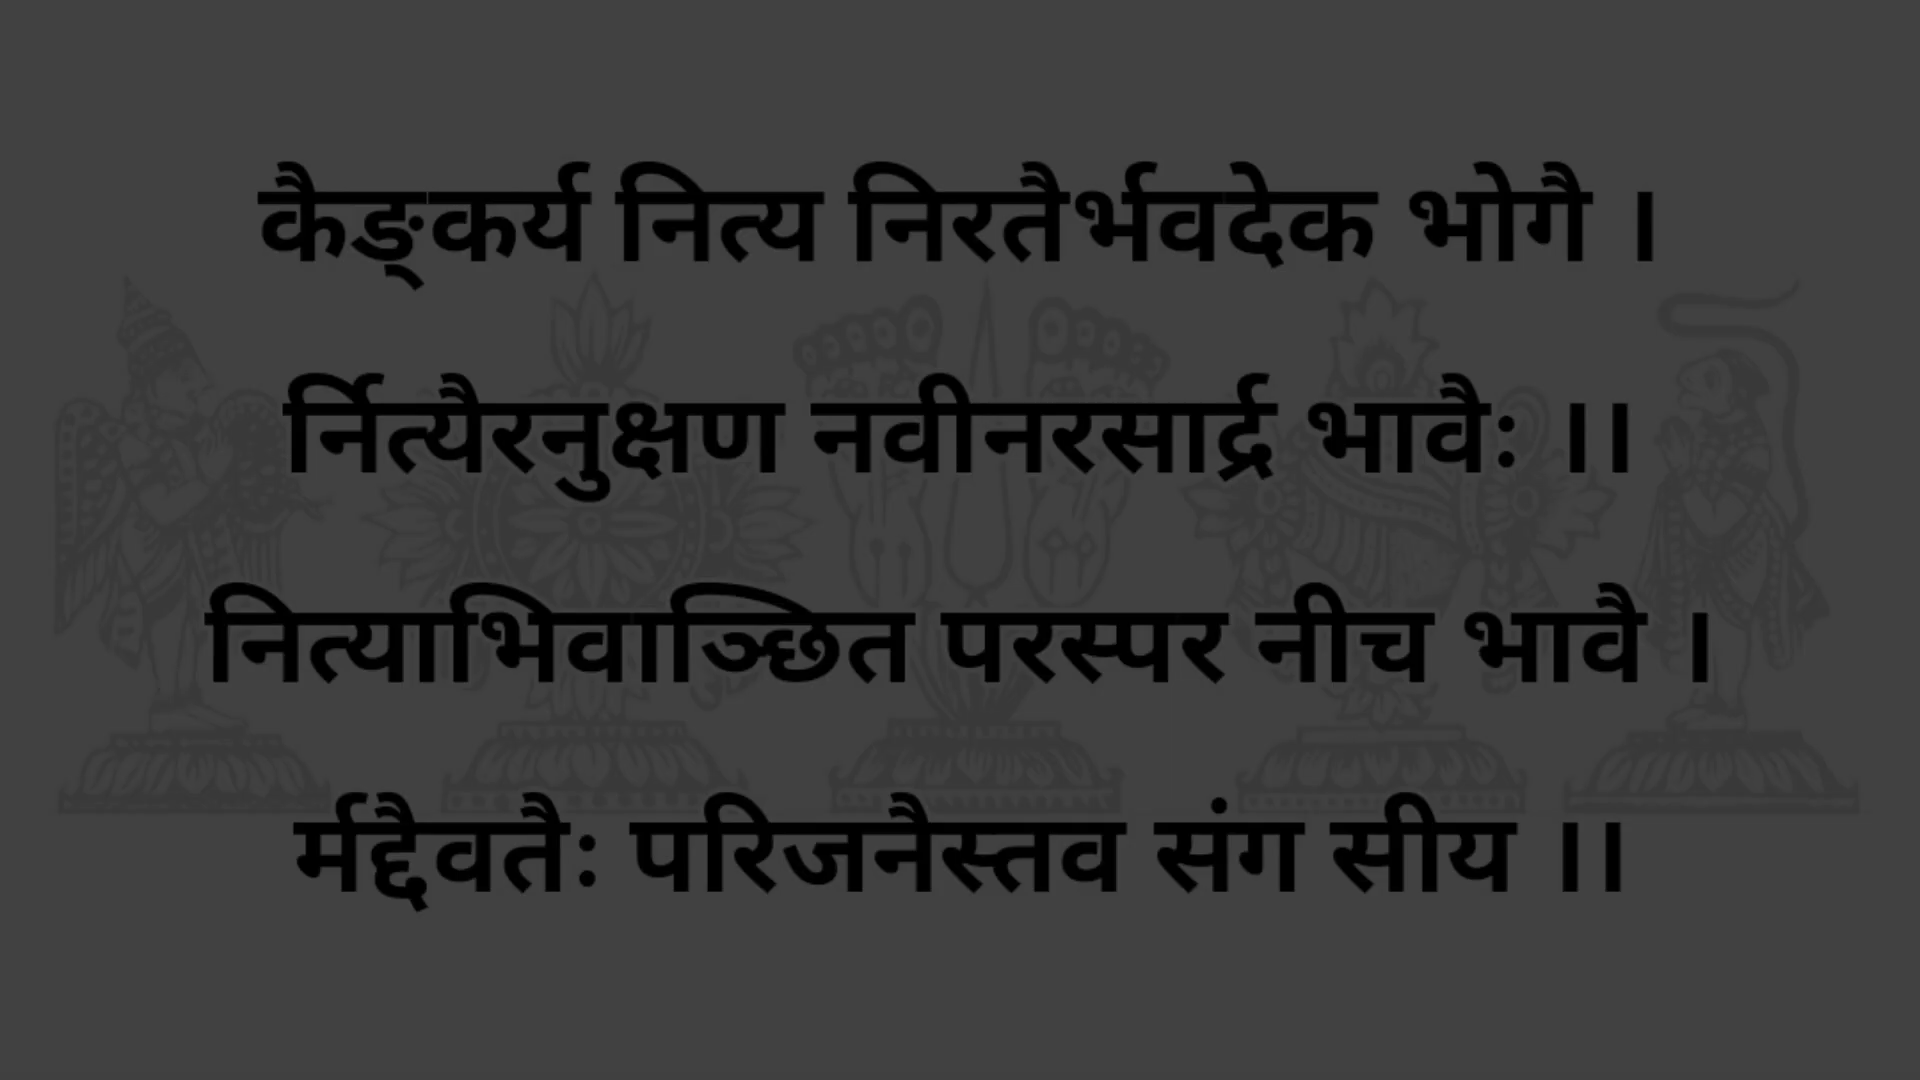 कैङ्कर्य नित्य निरतैर्भवदेक भोगै ।
र्नित्यैरनुक्षण नवीनरसार्द्र भावैः ।।
नित्याभिवाञ्छित परस्पर नीच भावै ।
र्मद्दैवतैः परिजनैस्तव संग सीय ।।